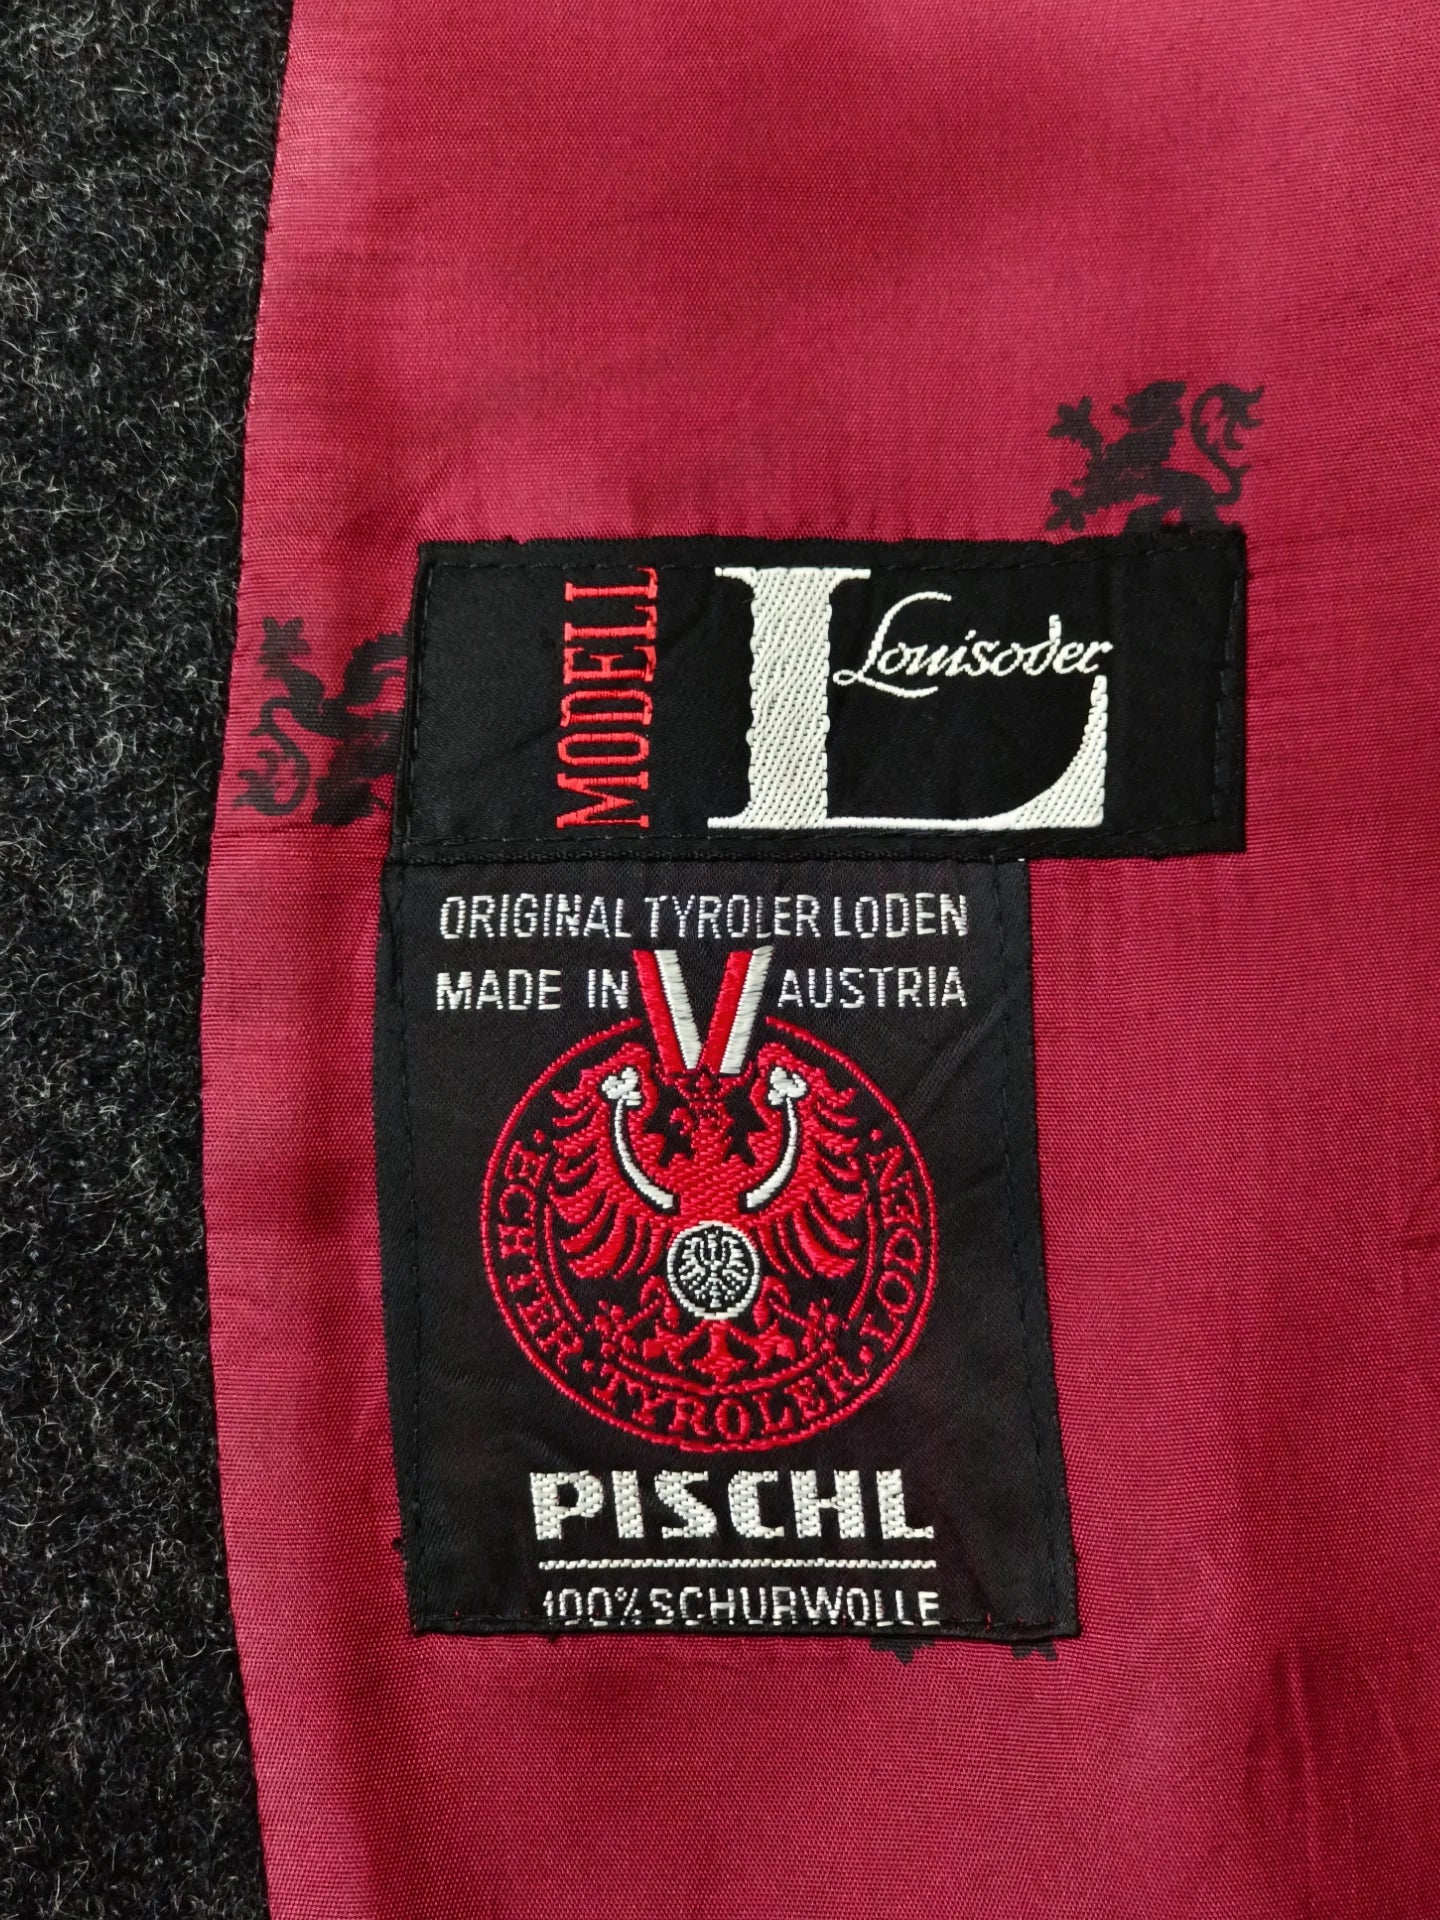 MODELL
L
Louisoder
ORIGINAL TYROLER LODEN
MADE IN AUSTRIA
· ECHTER · TYROLER · LODEN ·
PISCHL
100% SCHURWOLLE